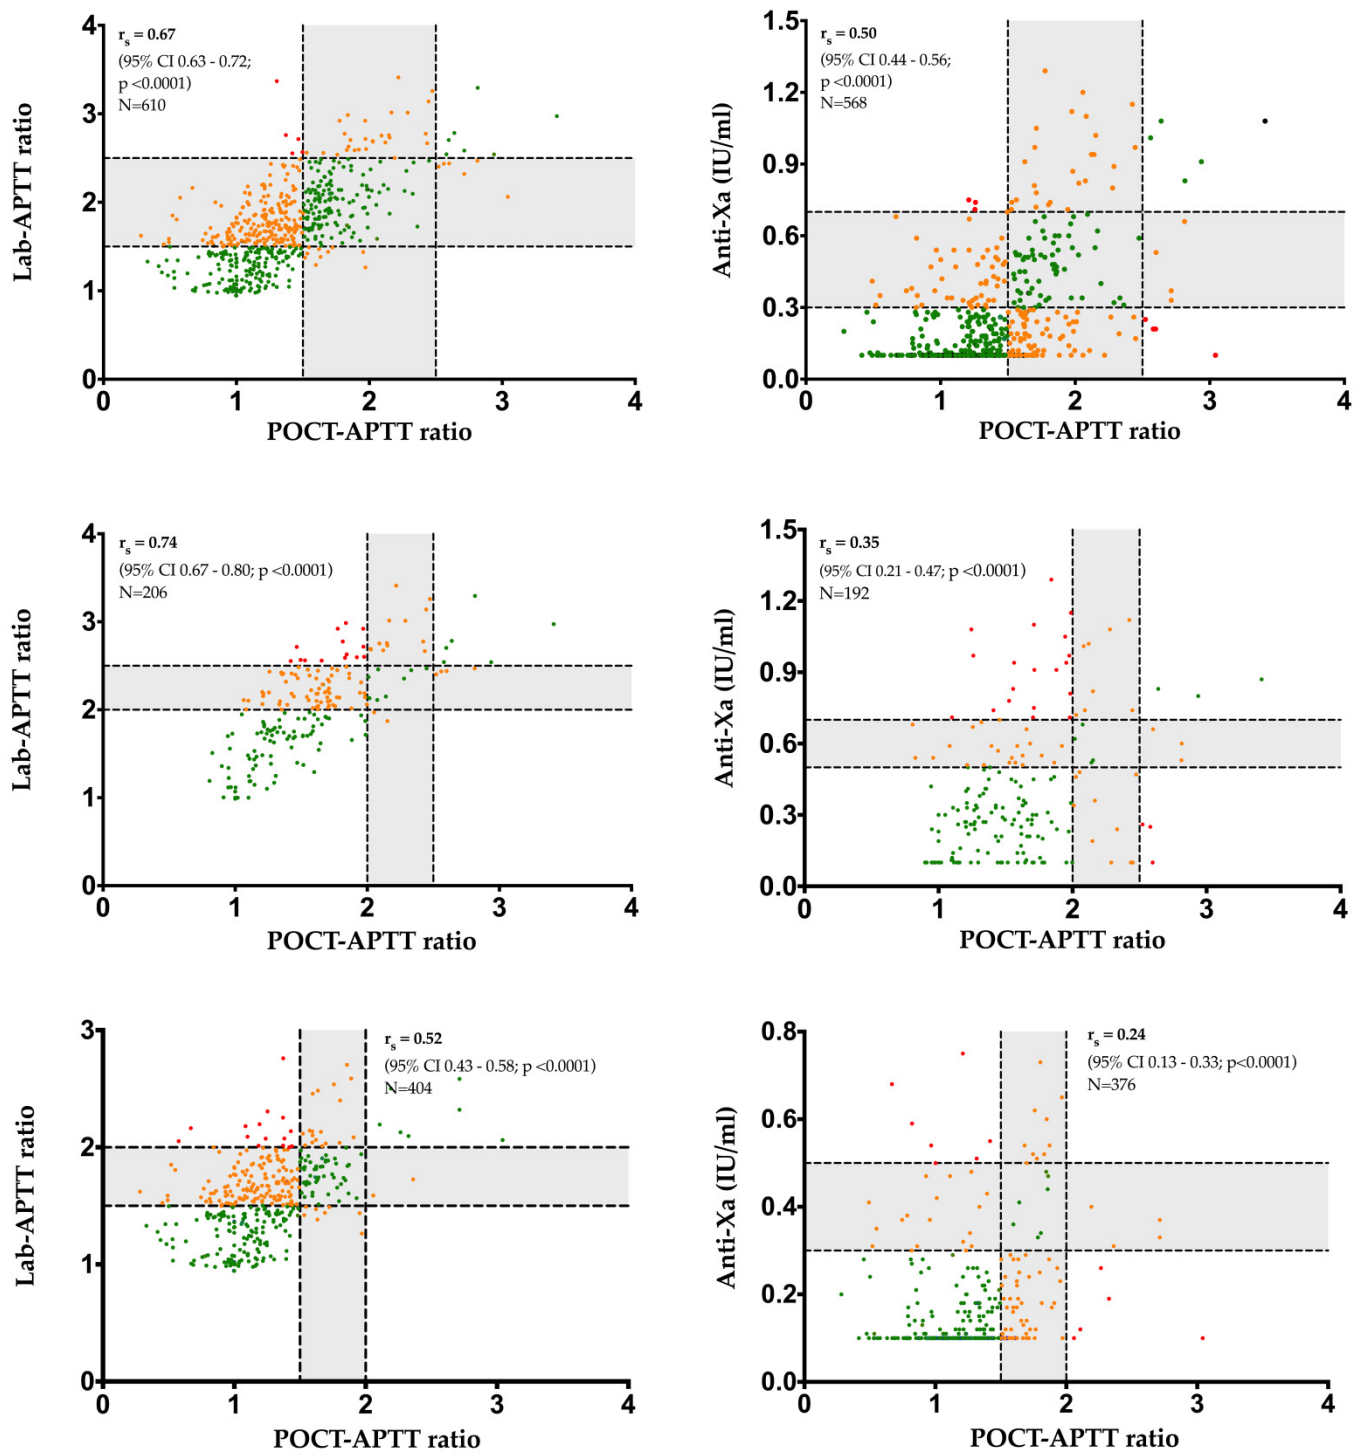 r_s = 0.67
(95% CI 0.63 - 0.72;
p <0.0001)
N=610
4
3
2
1
0
0 1 2 3 4
Lab-APTT ratio
POCT-APTT ratio
r_s = 0.50
(95% CI 0.44 - 0.56;
p <0.0001)
N=568
1.5
1.2
0.9
0.6
0.3
0.0
0 1 2 3 4
Anti-Xa (IU/ml)
POCT-APTT ratio
r_s = 0.74
(95% CI 0.67 - 0.80; p <0.0001)
N=206
4
3
2
1
0
0 1 2 3 4
Lab-APTT ratio
POCT-APTT ratio
r_s = 0.35
(95% CI 0.21 - 0.47; p <0.0001)
N=192
1.5
1.2
0.9
0.6
0.3
0.0
0 1 2 3 4
Anti-Xa (IU/ml)
POCT-APTT ratio
r_s = 0.52
(95% CI 0.43 - 0.58; p <0.0001)
N=404
3
2
1
0
0 1 2 3 4
Lab-APTT ratio
POCT-APTT ratio
r_s = 0.24
(95% CI 0.13 - 0.33; p<0.0001)
N=376
0.8
0.6
0.4
0.2
0.0
0 1 2 3 4
Anti-Xa (IU/ml)
POCT-APTT ratio